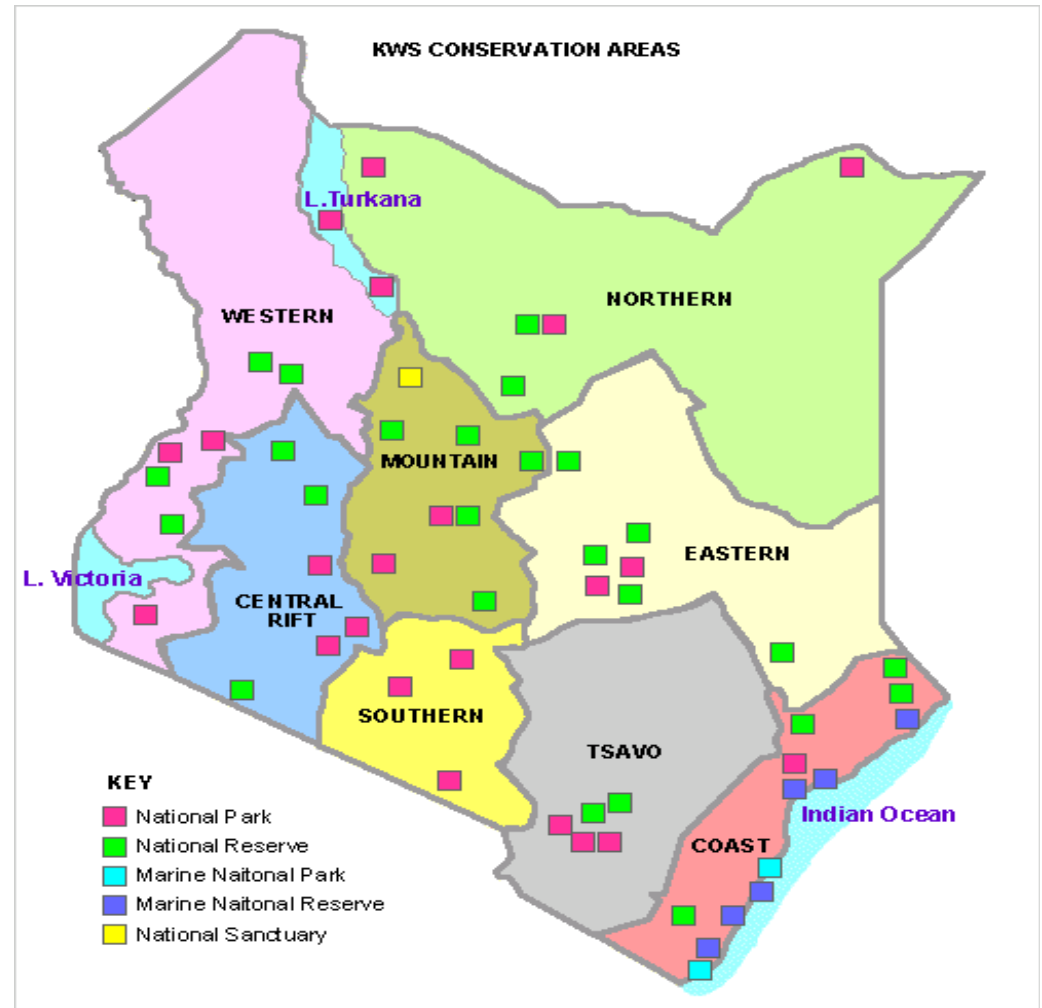 KWS CONSERVATION AREAS
L.Turkana
NORTHERN
WESTERN
MOUNTAIN
EASTERN
L. Victoria
CENTRAL
RIFT
SOUTHERN
TSAVO
Indian Ocean
COAST
KEY
National Park
National Reserve
Marine Naitonal Park
Marine Naitonal Reserve
National Sanctuary